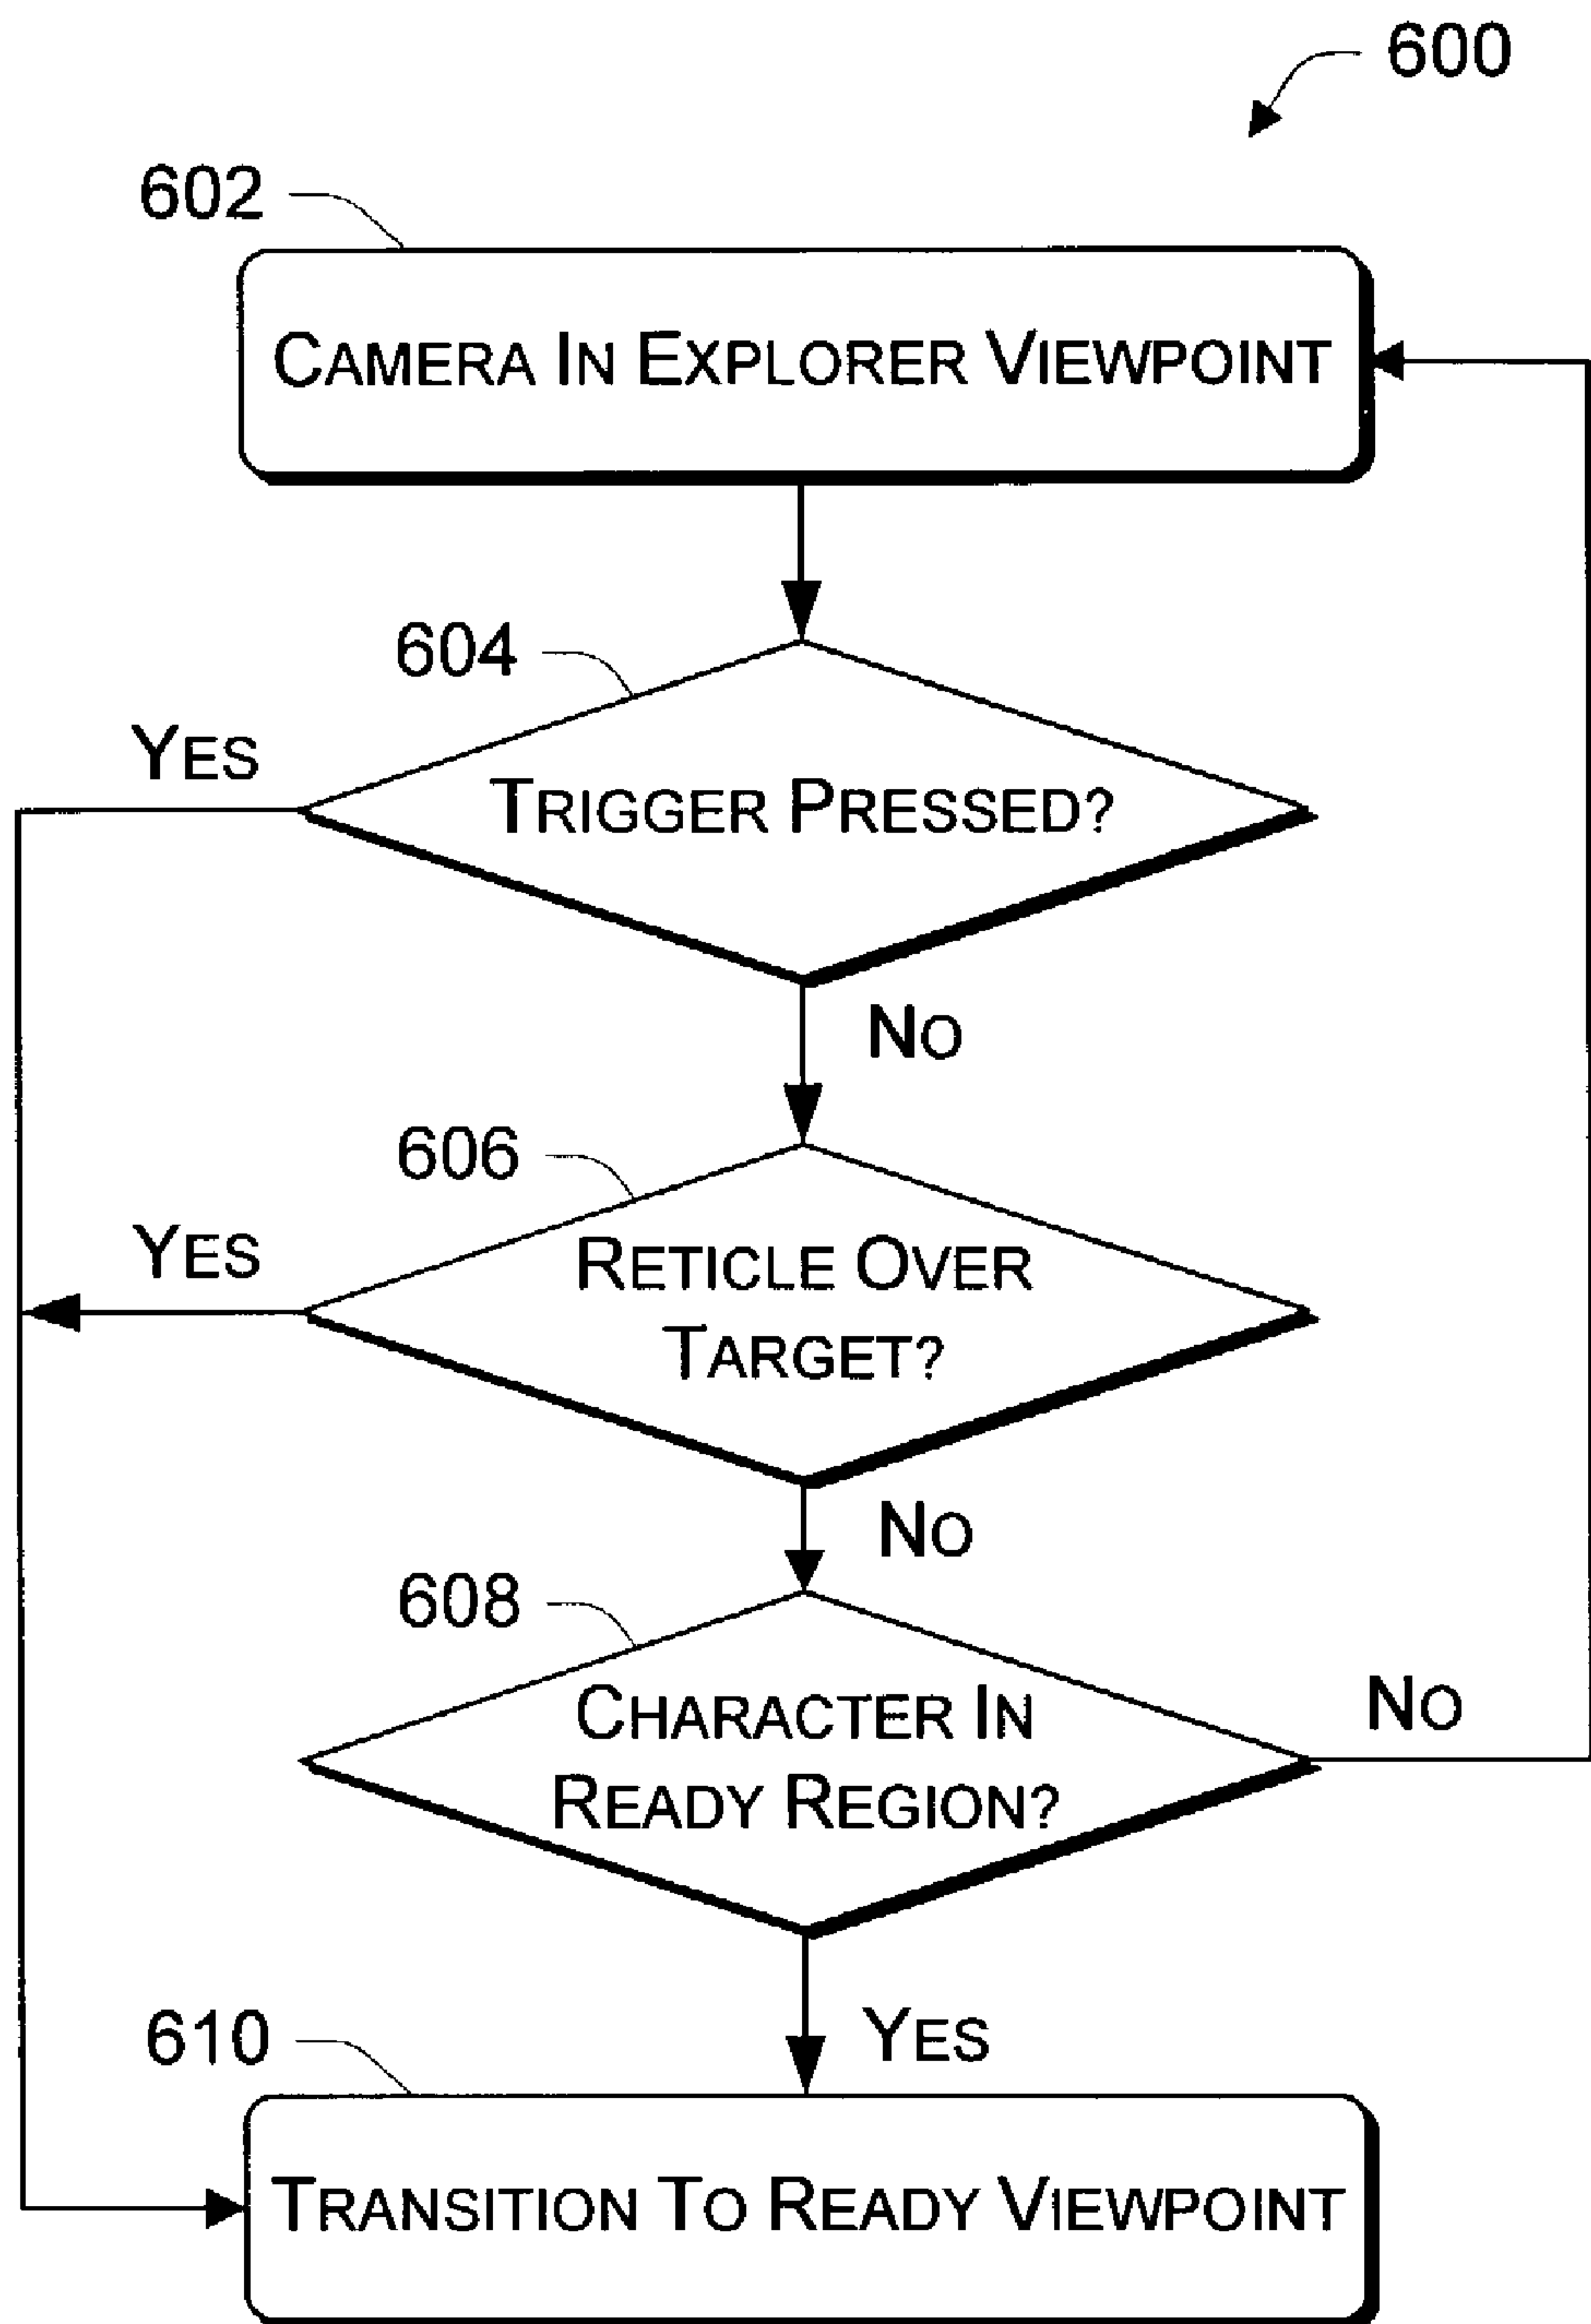 600
602
CAMERA IN EXPLORER VIEWPOINT
604
YES
TRIGGER PRESSED?
NO
606
YES
RETICLE OVER
TARGET?
NO
608
CHARACTER IN
READY REGION?
NO
YES
610
TRANSITION TO READY VIEWPOINT